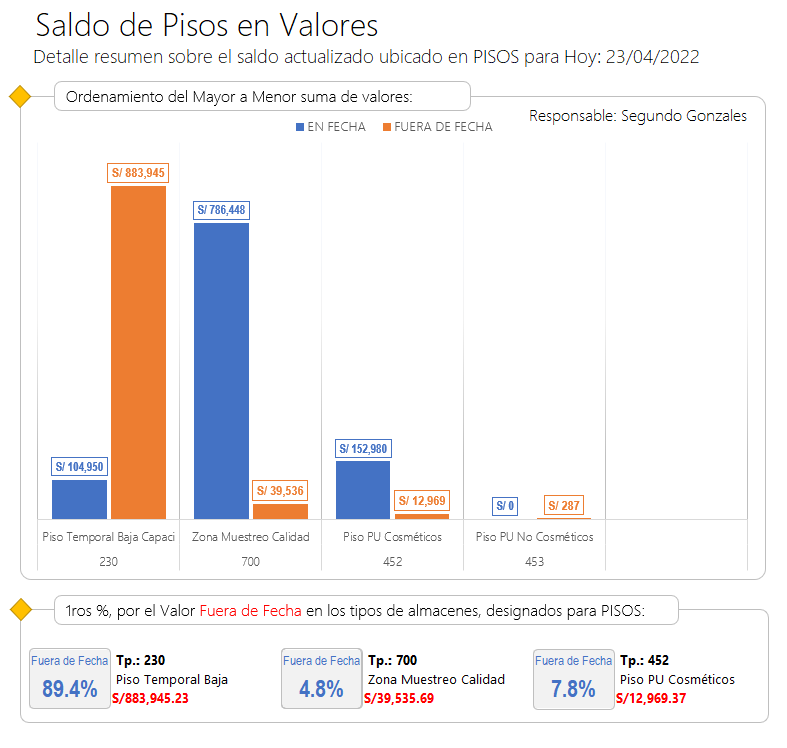 Saldo de Pisos en Valores
Detalle resumen sobre el saldo actualizado ubicado en PISOS para Hoy: 23/04/2022
Ordenamiento del Mayor a Menor suma de valores:
Responsable: Segundo Gonzales
EN FECHA FUERA DE FECHA
S/ 883,945
S/ 786,448
S/ 104,950
S/ 39,536
S/ 152,980
S/ 12,969
S/ 0
S/ 287
Piso Temporal Baja Capaci Zona Muestreo Calidad Piso PU Cosméticos Piso PU No Cosméticos
230 700 452 453
1ros %, por el Valor Fuera de Fecha en los tipos de almacenes, designados para PISOS:
Fuera de Fecha
89.4%
Tp.: 230
Piso Temporal Baja
S/883,945.23
Fuera de Fecha
4.8%
Tp.: 700
Zona Muestreo Calidad
S/39,535.69
Fuera de Fecha
7.8%
Tp.: 452
Piso PU Cosméticos
S/12,969.37